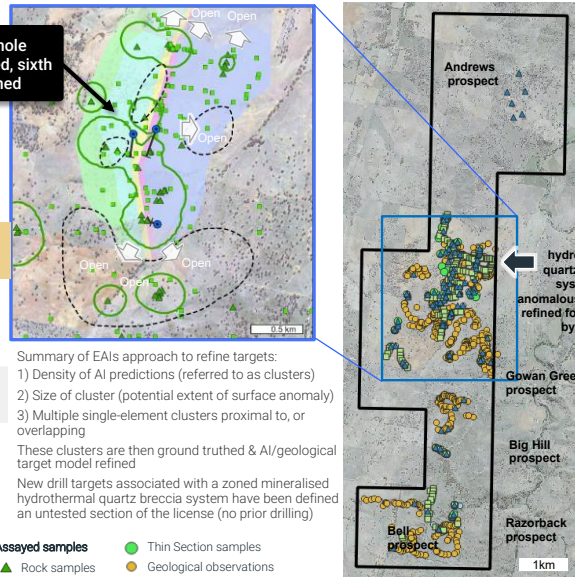 Open
Open
Andrews
prospect
hole
d, sixth
ned
Open
Open
Open
Open
0.5 km
hydro
quartz
sys
anomalous
refined fo
by
Summary of EAIs approach to refine targets:
1) Density of AI predictions (referred to as clusters)
2) Size of cluster (potential extent of surface anomaly)
3) Multiple single-element clusters proximal to, or
overlapping
These clusters are then ground truthed & AI/geological
target model refined
New drill targets associated with a zoned mineralised
hydrothermal quartz breccia system have been defined
an untested section of the license (no prior drilling)
Gowan Gree
prospect
Big Hill
prospect
Bell
prospect
Razorback
prospect
Assayed samples
Thin Section samples
Rock samples
Geological observations
1km